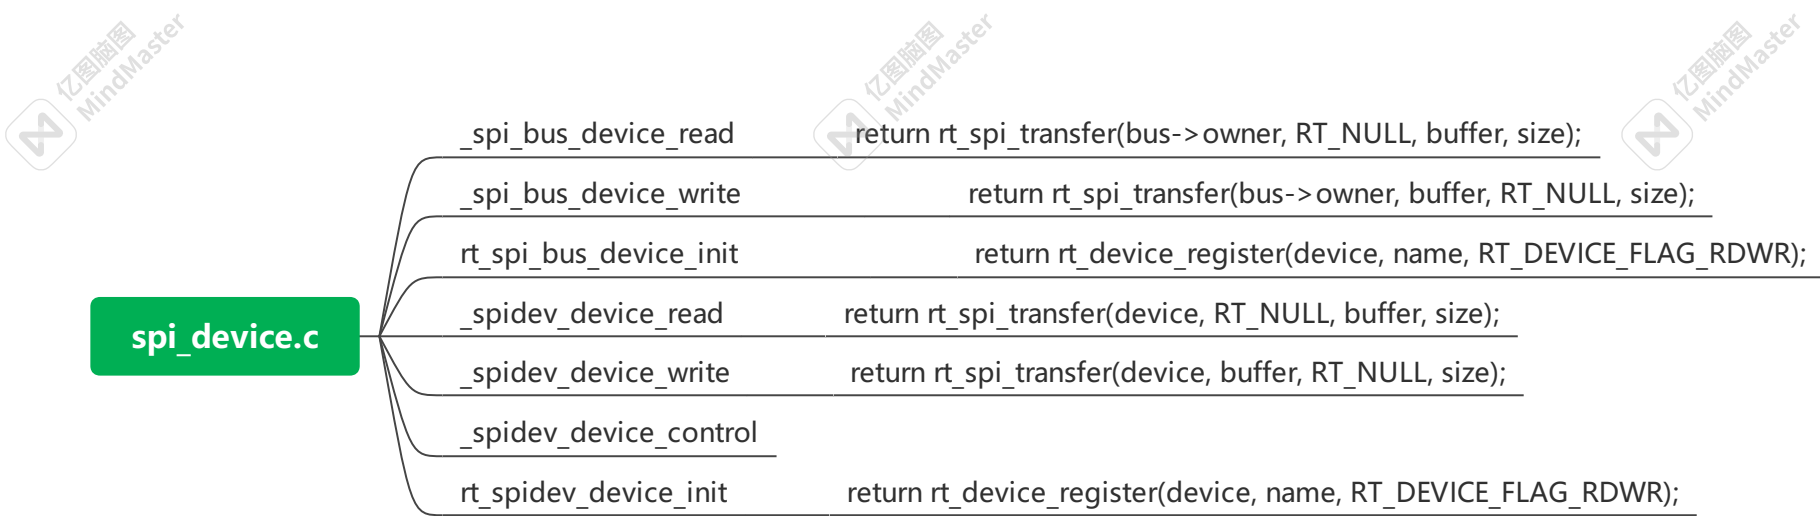 亿图脑图
MindMaster
亿图脑图
MindMaster
亿图脑图
MindMaster
_spi_bus_device_read return rt_spi_transfer(bus->owner, RT_NULL, buffer, size);
_spi_bus_device_write return rt_spi_transfer(bus->owner, buffer, RT_NULL, size);
rt_spi_bus_device_init return rt_device_register(device, name, RT_DEVICE_FLAG_RDWR);
_spidev_device_read return rt_spi_transfer(device, RT_NULL, buffer, size);
spi_device.c
_spidev_device_write return rt_spi_transfer(device, buffer, RT_NULL, size);
_spidev_device_control
rt_spidev_device_init return rt_device_register(device, name, RT_DEVICE_FLAG_RDWR);